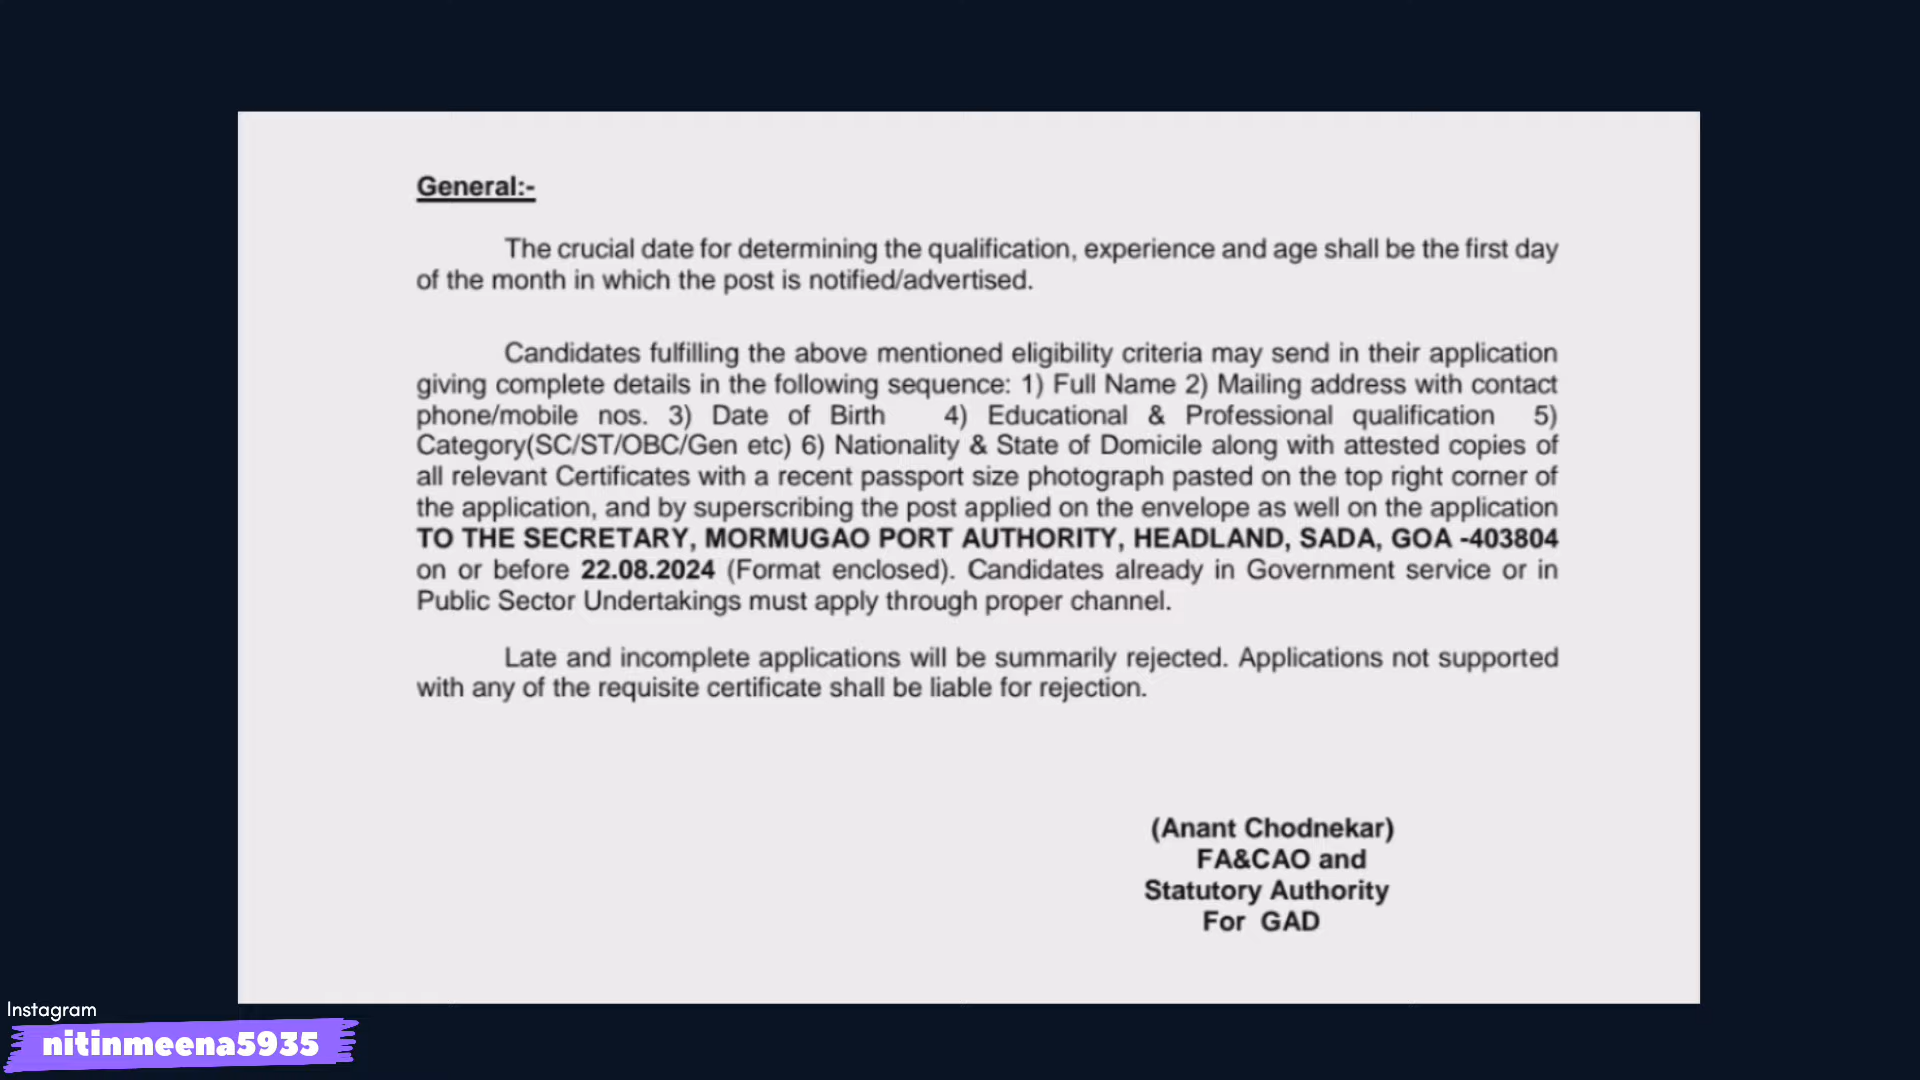 General:-
The crucial date for determining the qualification, experience and age shall be the first day
of the month in which the post is notified/advertised.
Candidates fulfilling the above mentioned eligibility criteria may send in their application
giving complete details in the following sequence: 1) Full Name 2) Mailing address with contact
phone/mobile nos. 3) Date of Birth 4) Educational & Professional qualification 5)
Category(SC/ST/OBC/Gen etc) 6) Nationality & State of Domicile along with attested copies of
all relevant Certificates with a recent passport size photograph pasted on the top right corner of
the application, and by superscribing the post applied on the envelope as well on the application
TO THE SECRETARY, MORMUGAO PORT AUTHORITY, HEADLAND, SADA, GOA -403804
on or before 22.08.2024 (Format enclosed). Candidates already in Government service or in
Public Sector Undertakings must apply through proper channel.
Late and incomplete applications will be summarily rejected. Applications not supported
with any of the requisite certificate shall be liable for rejection.
(Anant Chodnekar)
FA&CAO and
Statutory Authority
For GAD
Instagram
nitinmeena5935